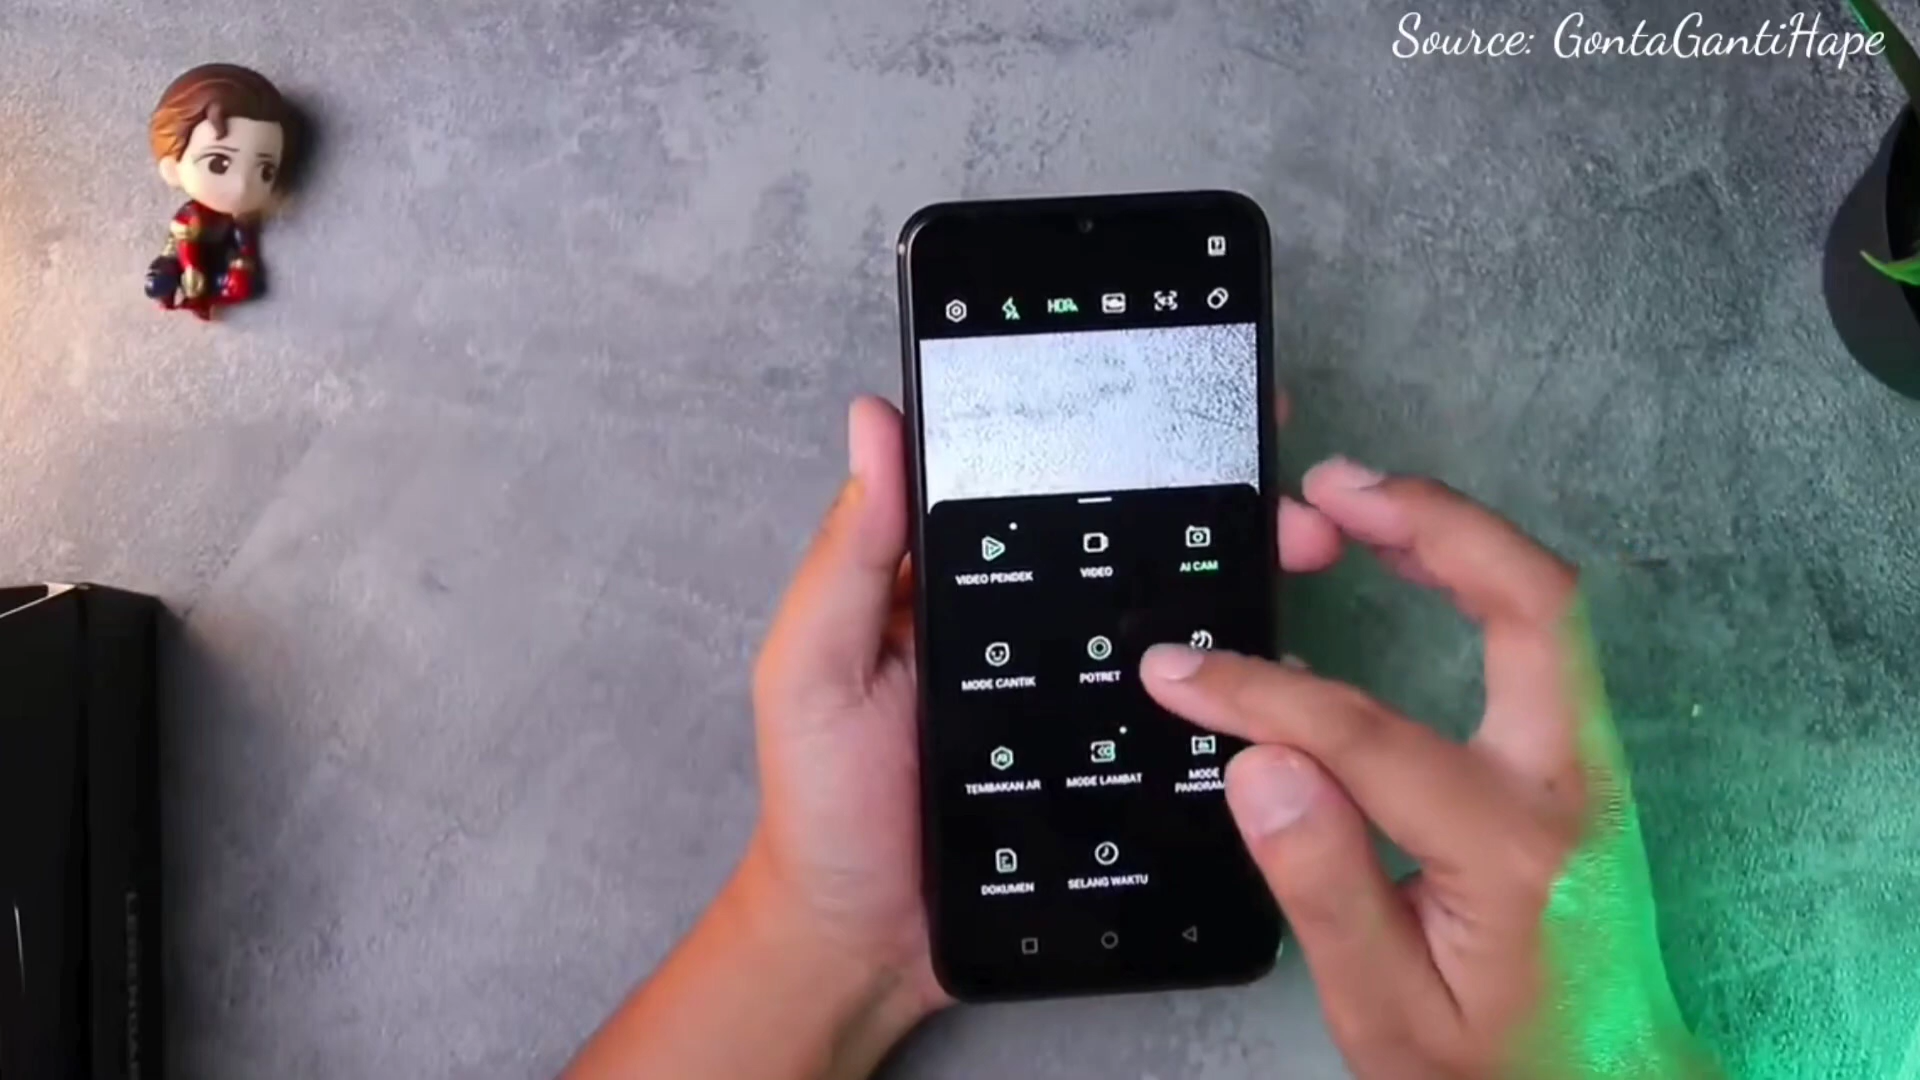 Source: GontaGantiHape
HDR
VIDEO PENDEK
VIDEO
AI CAM
MODE CANTIK
POTRET
TEMBAKAN AR
MODE LAMBAT
MODE
DOKUMEN
SELANG WAKTU